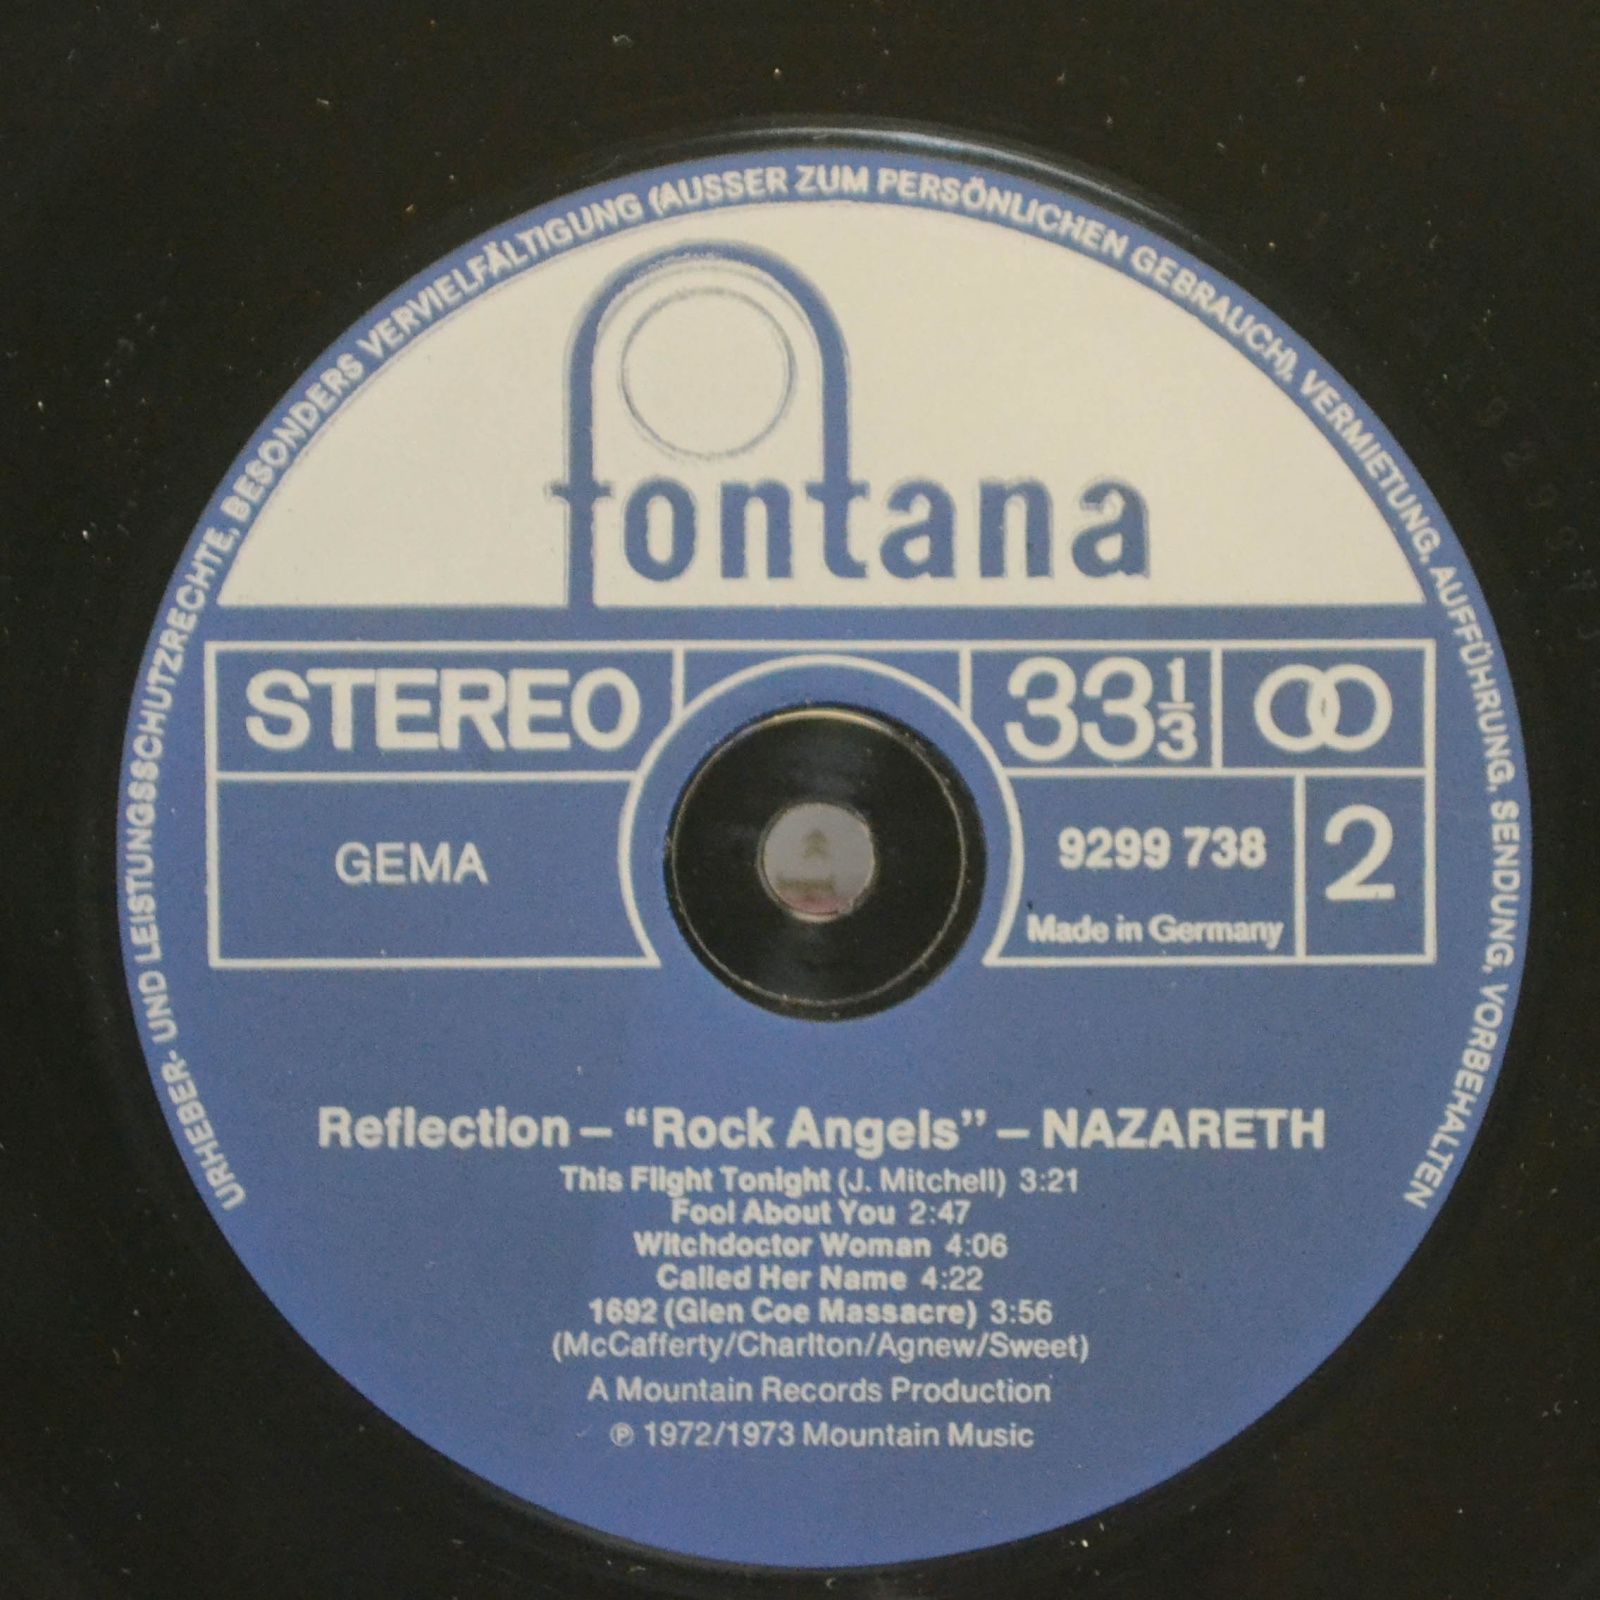 URHEBER- UND LEISTUNGSSCHUTZRECHTE, BESONDERS VERVIELFÄLTIGUNG (AUSSER ZUM PERSÖNLICHEN GEBRAUCH), VERMIETUNG, AUFFÜHRUNG, SENDUNG, VORBEHALTEN
fontana
STEREO
33 1/3
GEMA
9299 738
2
Made in Germany
Reflection – “Rock Angels” – NAZARETH
This Flight Tonight (J. Mitchell) 3:21
Fool About You 2:47
Witchdoctor Woman 4:06
Called Her Name 4:22
1692 (Glen Coe Massacre) 3:56
(McCafferty/Charlton/Agnew/Sweet)
A Mountain Records Production
℗ 1972/1973 Mountain Music